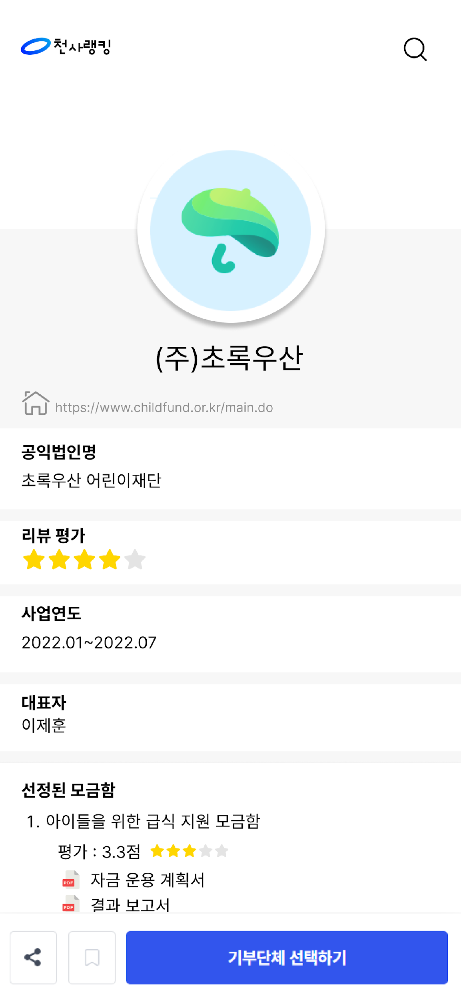 천사랭킹
(주)초록우산
https://www.childfund.or.kr/main.do
공익법인명
초록우산 어린이재단
리뷰 평가
사업연도
2022.01~2022.07
대표자
이제훈
선정된 모금함
1. 아이들을 위한 급식 지원 모금함
평가 : 3.3점
PDF 자금 운용 계획서
PDF 결과 보고서
기부단체 선택하기